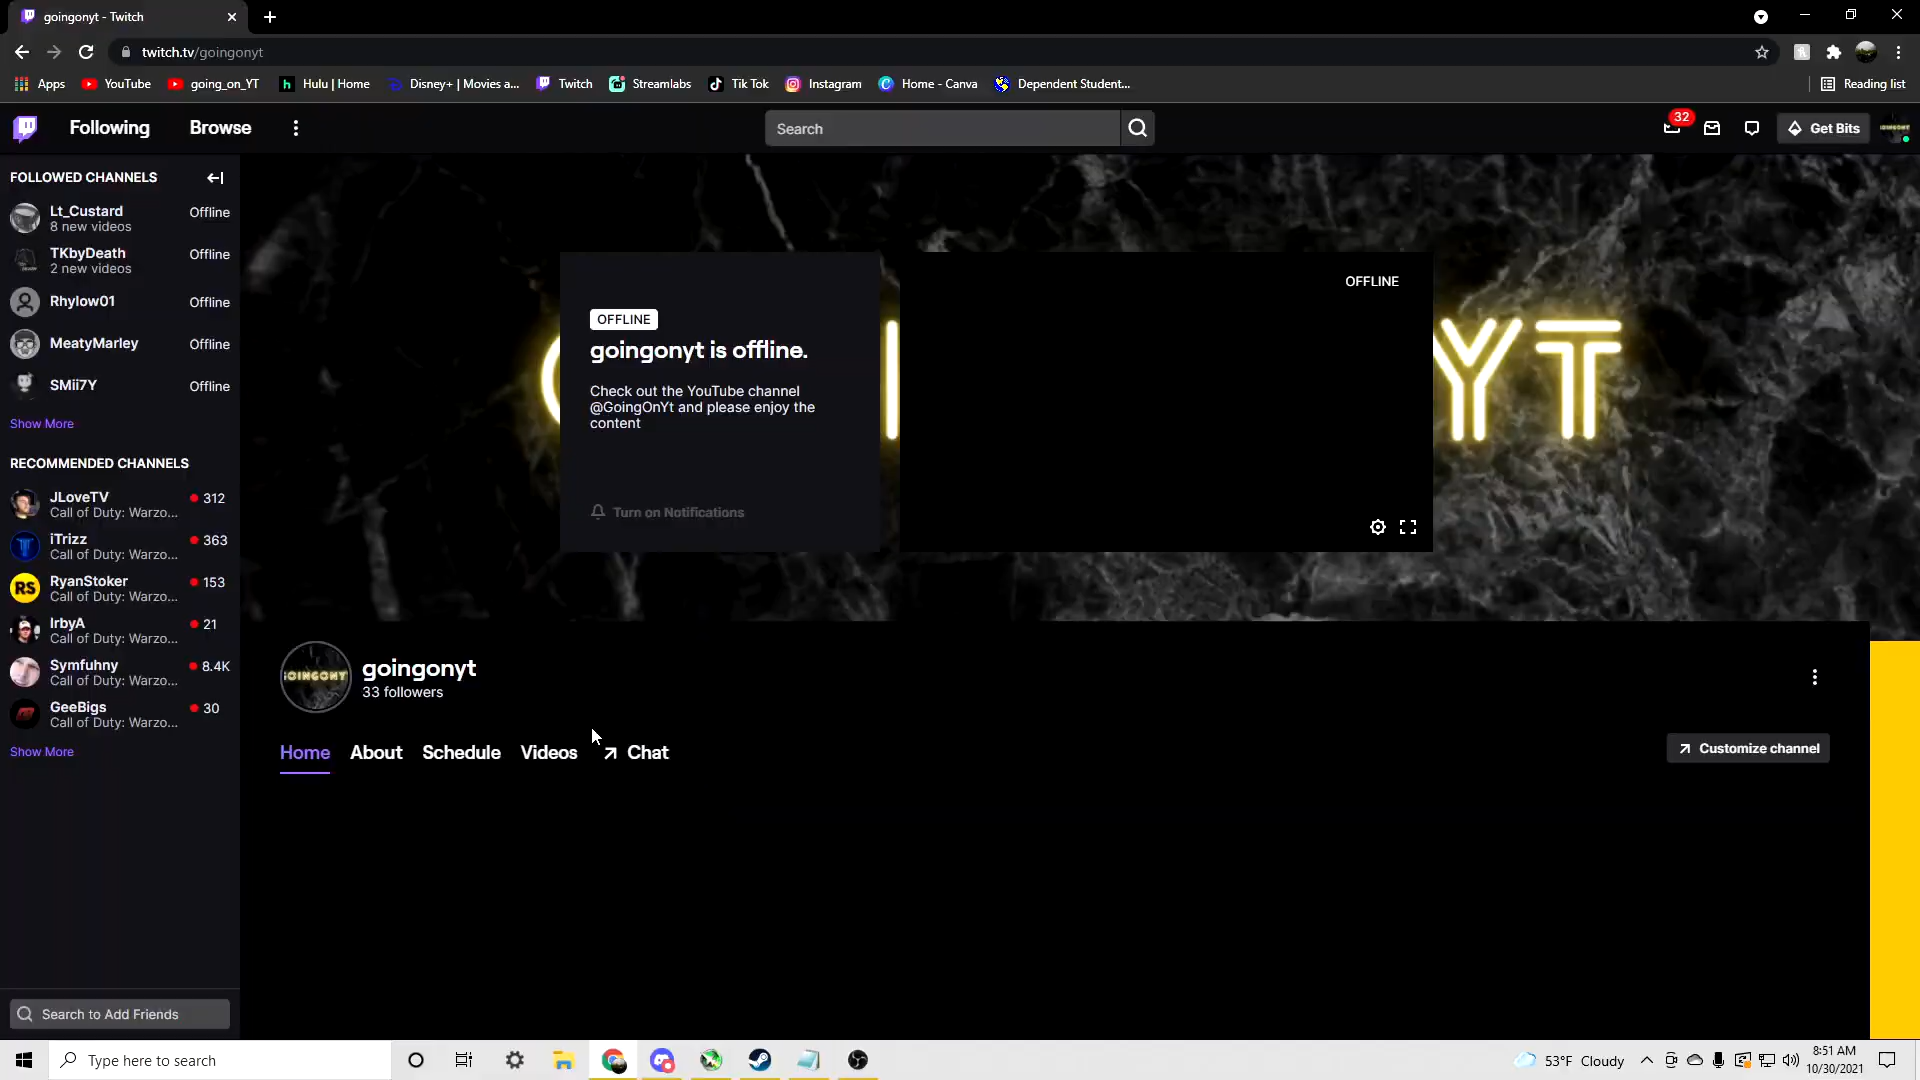 goingonyt - Twitch
twitch.tv/goingonyt
Apps
YouTube
going_on_YT
Hulu | Home
Disney+ | Movies a...
Twitch
Streamlabs
Tik Tok
Instagram
Home - Canva
Dependent Student...
Reading list
Following
Browse
Search
32
Get Bits
FOLLOWED CHANNELS
Lt_Custard
Offline
8 new videos
TKbyDeath
Offline
2 new videos
Rhylow01
Offline
MeatyMarley
Offline
SMii7Y
Offline
Show More
RECOMMENDED CHANNELS
JLoveTV
312
Call of Duty: Warzo...
iTrizz
363
Call of Duty: Warzo...
RS
RyanStoker
153
Call of Duty: Warzo...
IrbyA
21
Call of Duty: Warzo...
Symfuhny
8.4K
Call of Duty: Warzo...
GeeBigs
30
Call of Duty: Warzo...
Show More
Search to Add Friends
OFFLINE
goingonyt is offline.
Check out the YouTube channel
@GoingOnYt and please enjoy the
content
Turn on Notifications
OFFLINE
YT
GOINGONYT
goingonyt
33 followers
Home
About
Schedule
Videos
Chat
Customize channel
Type here to search
53°F Cloudy
8:51 AM
10/30/2021